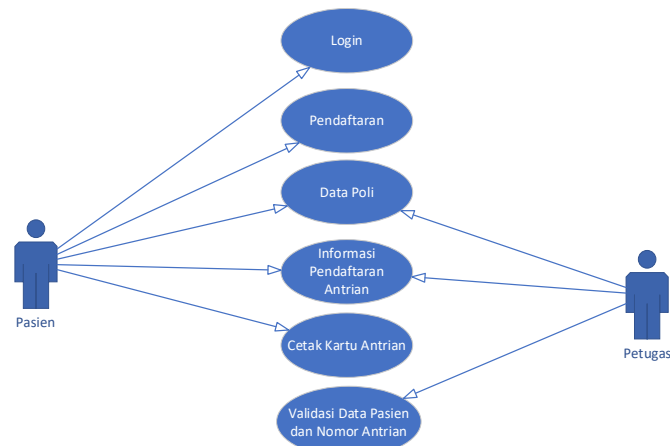 Login
Pendaftaran
Data Poli
Informasi
Pendaftaran
Antrian
Pasien
Cetak Kartu Antrian
Petugas
Validasi Data Pasien
dan Nomor Antrian